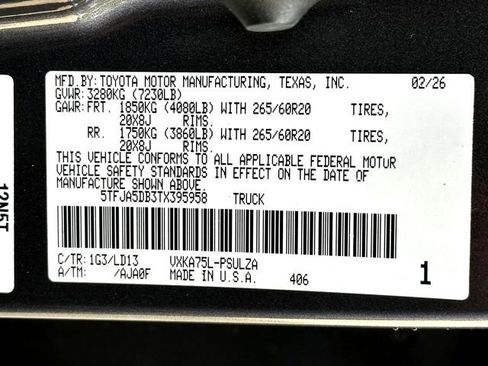 MFD.BY: TOYOTA MOTOR MANUFACTURING, TEXAS, INC. 02/26
GVWR: 3280KG (7230LB)
GAWR: FRT. 1850KG (4080LB) WITH 265/60R20 TIRES,
20X8J RIMS.
RR. 1750KG (3860LB) WITH 265/60R20 TIRES,
20X8J RIMS.
THIS VEHICLE CONFORMS TO ALL APPLICABLE FEDERAL MOTOR
VEHICLE SAFETY STANDARDS IN EFFECT ON THE DATE OF
MANUFACTURE SHOWN ABOVE.
5TFJA5DB3TX395958 TRUCK
C/TR: 1G3/LD13 VXKA75L-PSULZA
A/TM: /AJA0F MADE IN U.S.A. 406 1
12N6T